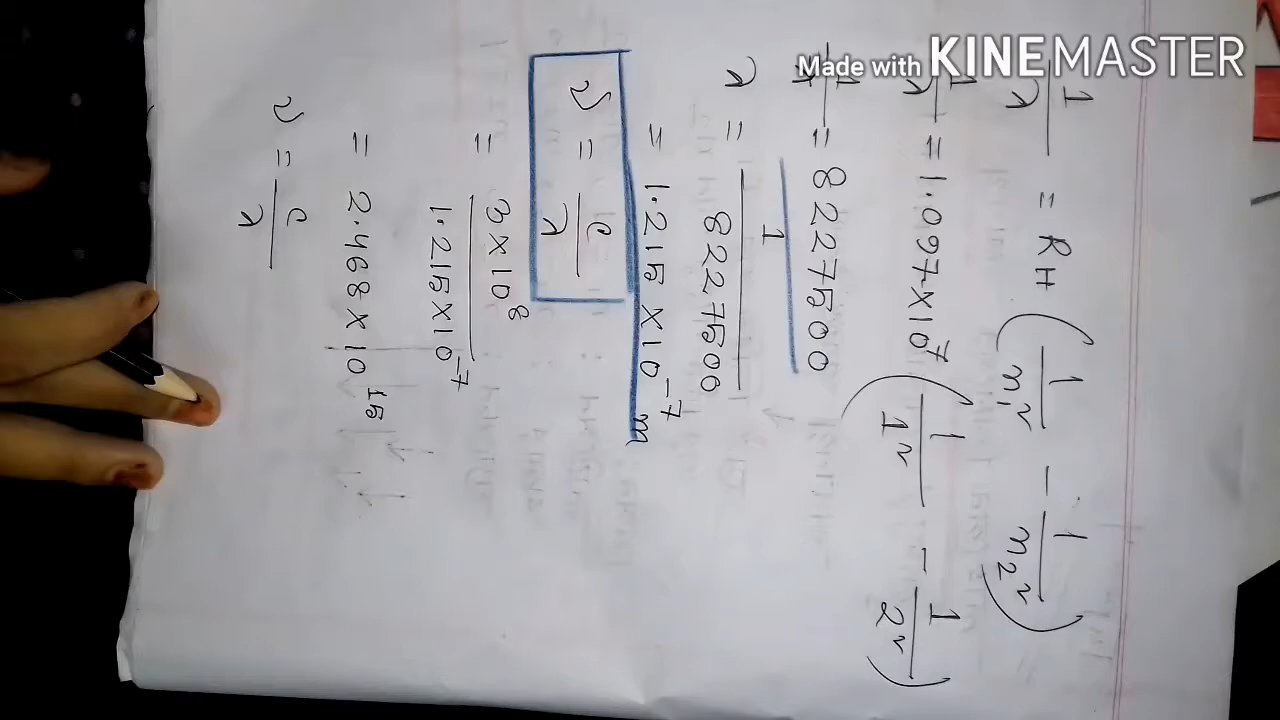 Made with KINEMASTER
1/λ = RH (1/n₁² - 1/n₂²)
1/λ = 1.097×10⁷ (1/1² - 1/2²)
1/λ = 8227500
λ = 1/8227500
= 1.215 × 10⁻⁷ m
ν = c/λ
= 3×10⁸/1.215×10⁻⁷
= 2.468 × 10¹⁵
ν = c/λ